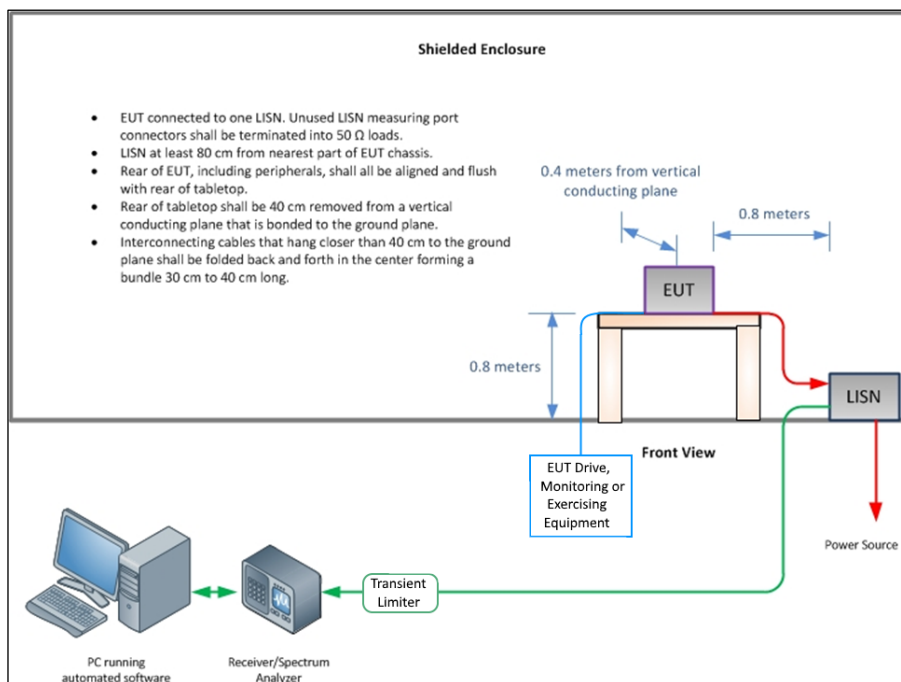 Shielded Enclosure
• EUT connected to one LISN. Unused LISN measuring port
connectors shall be terminated into 50 Ω loads.
• LISN at least 80 cm from nearest part of EUT chassis.
• Rear of EUT, including peripherals, shall all be aligned and flush
with rear of tabletop.
• Rear of tabletop shall be 40 cm removed from a vertical
conducting plane that is bonded to the ground plane.
• Interconnecting cables that hang closer than 40 cm to the ground
plane shall be folded back and forth in the center forming a
bundle 30 cm to 40 cm long.
0.4 meters from vertical
conducting plane
0.8 meters
EUT
0.8 meters
LISN
Front View
EUT Drive,
Monitoring or
Exercising
Equipment
Power Source
Transient
Limiter
PC running
automated software
Receiver/Spectrum
Analyzer